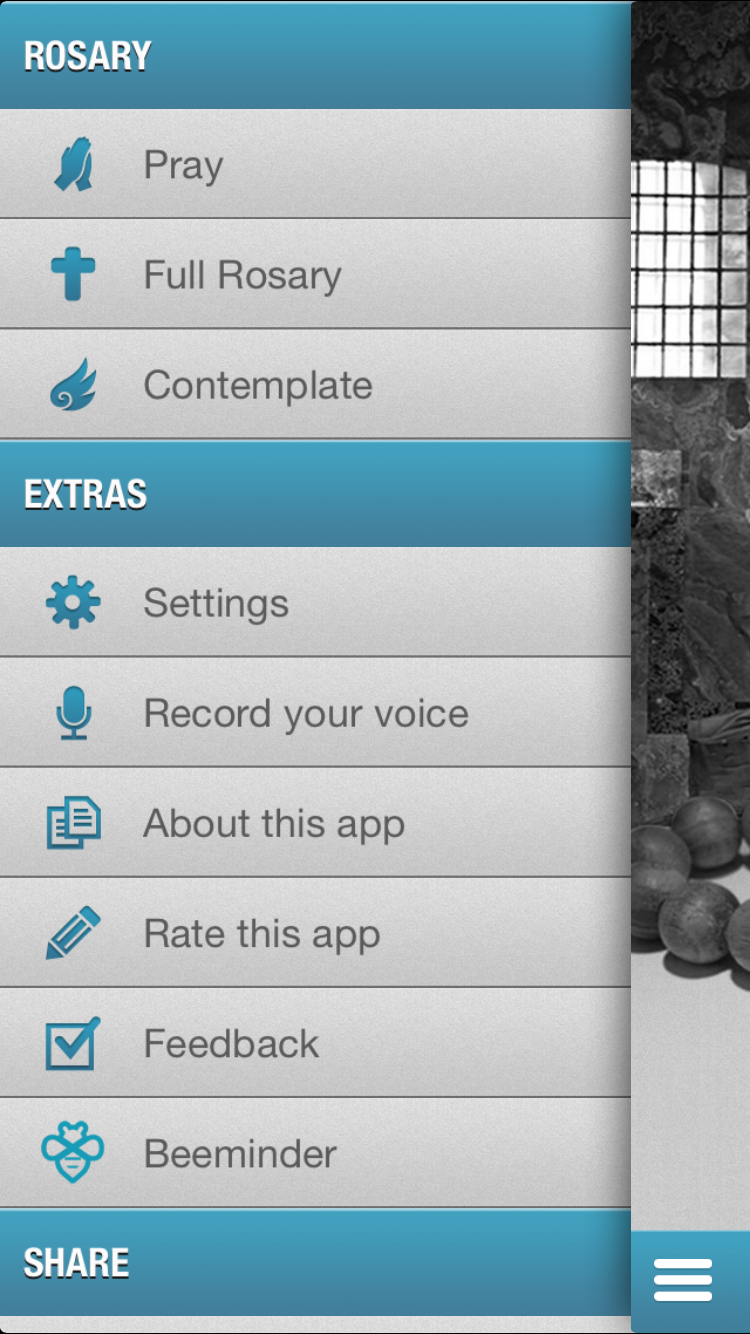 ROSARY
Pray
Full Rosary
Contemplate
EXTRAS
Settings
Record your voice
About this app
Rate this app
Feedback
Beeminder
SHARE